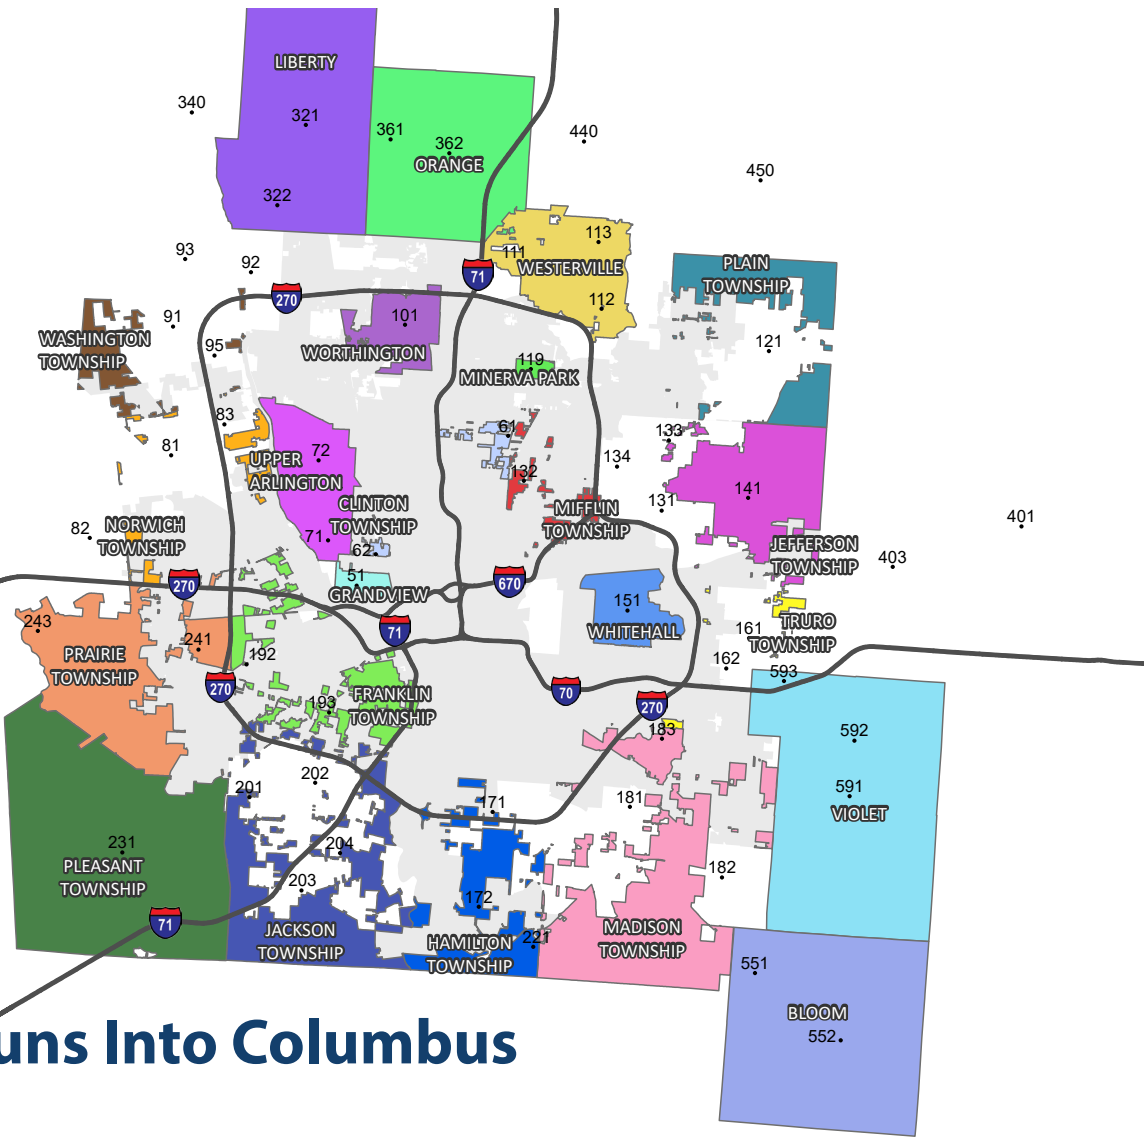 LIBERTY
340
321
361
362
ORANGE
440
450
322
113
111
WESTERVILLE
93
92
71
270
PLAIN
TOWNSHIP
112
101
91
WASHINGTON
TOWNSHIP
95
WORTHINGTON
119
MINERVA PARK
121
83
61
133
81
72
UPPER
ARLINGTON
132
134
141
CLINTON
TOWNSHIP
131
MIFFLIN
TOWNSHIP
401
82
NORWICH
TOWNSHIP
71
62
JEFFERSON
TOWNSHIP
403
270
51
GRANDVIEW
670
151
WHITEHALL
243
241
71
161
TRURO
TOWNSHIP
PRAIRIE
TOWNSHIP
192
162
593
270
193
FRANKLIN
TOWNSHIP
70
270
183
592
201
202
171
181
591
VIOLET
231
PLEASANT
TOWNSHIP
204
203
172
182
71
JACKSON
TOWNSHIP
HAMILTON
TOWNSHIP
221
MADISON
TOWNSHIP
551
BLOOM
552
uns Into Columbus